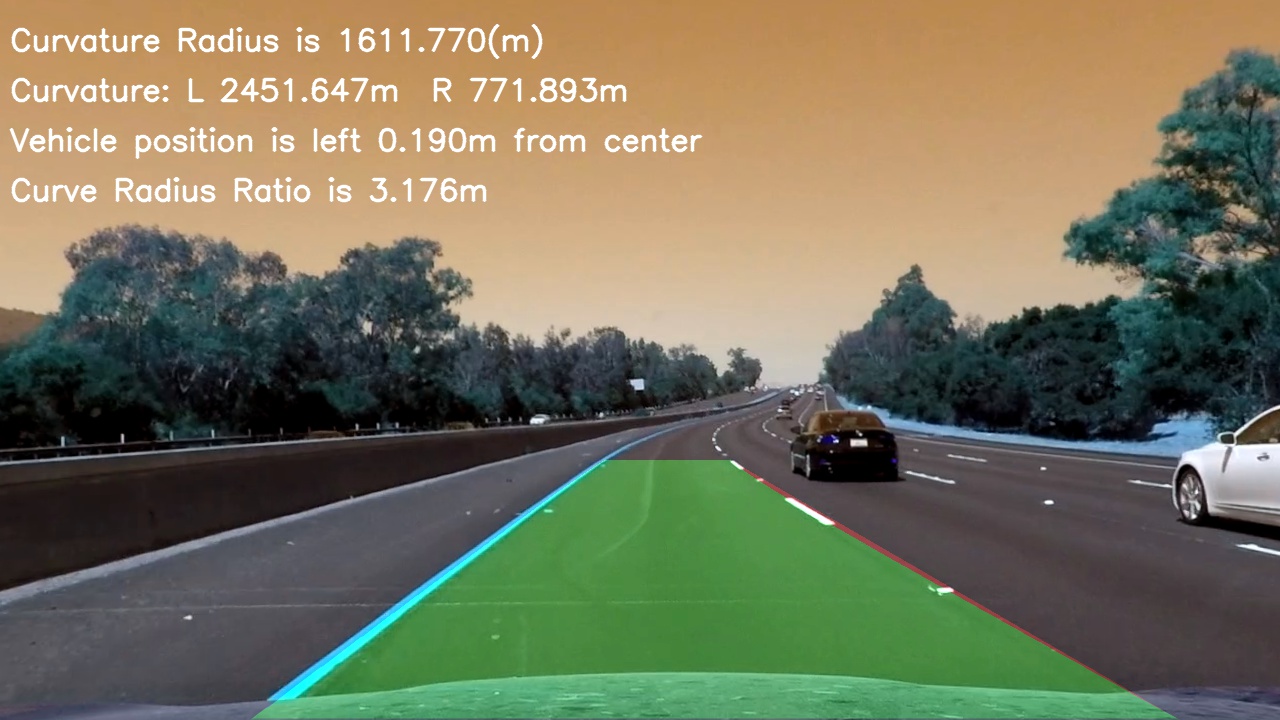 Curvature Radius is 1611.770(m)
Curvature: L 2451.647m R 771.893m
Vehicle position is left 0.190m from center
Curve Radius Ratio is 3.176m